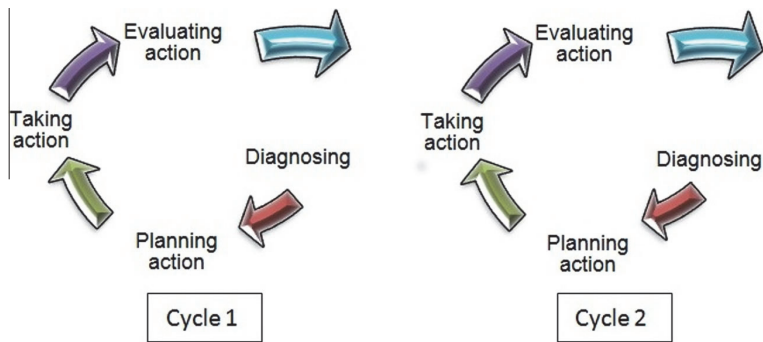 Evaluating
action
Taking
action
Diagnosing
Planning
action
Cycle 1
Evaluating
action
Taking
action
Diagnosing
Planning
action
Cycle 2